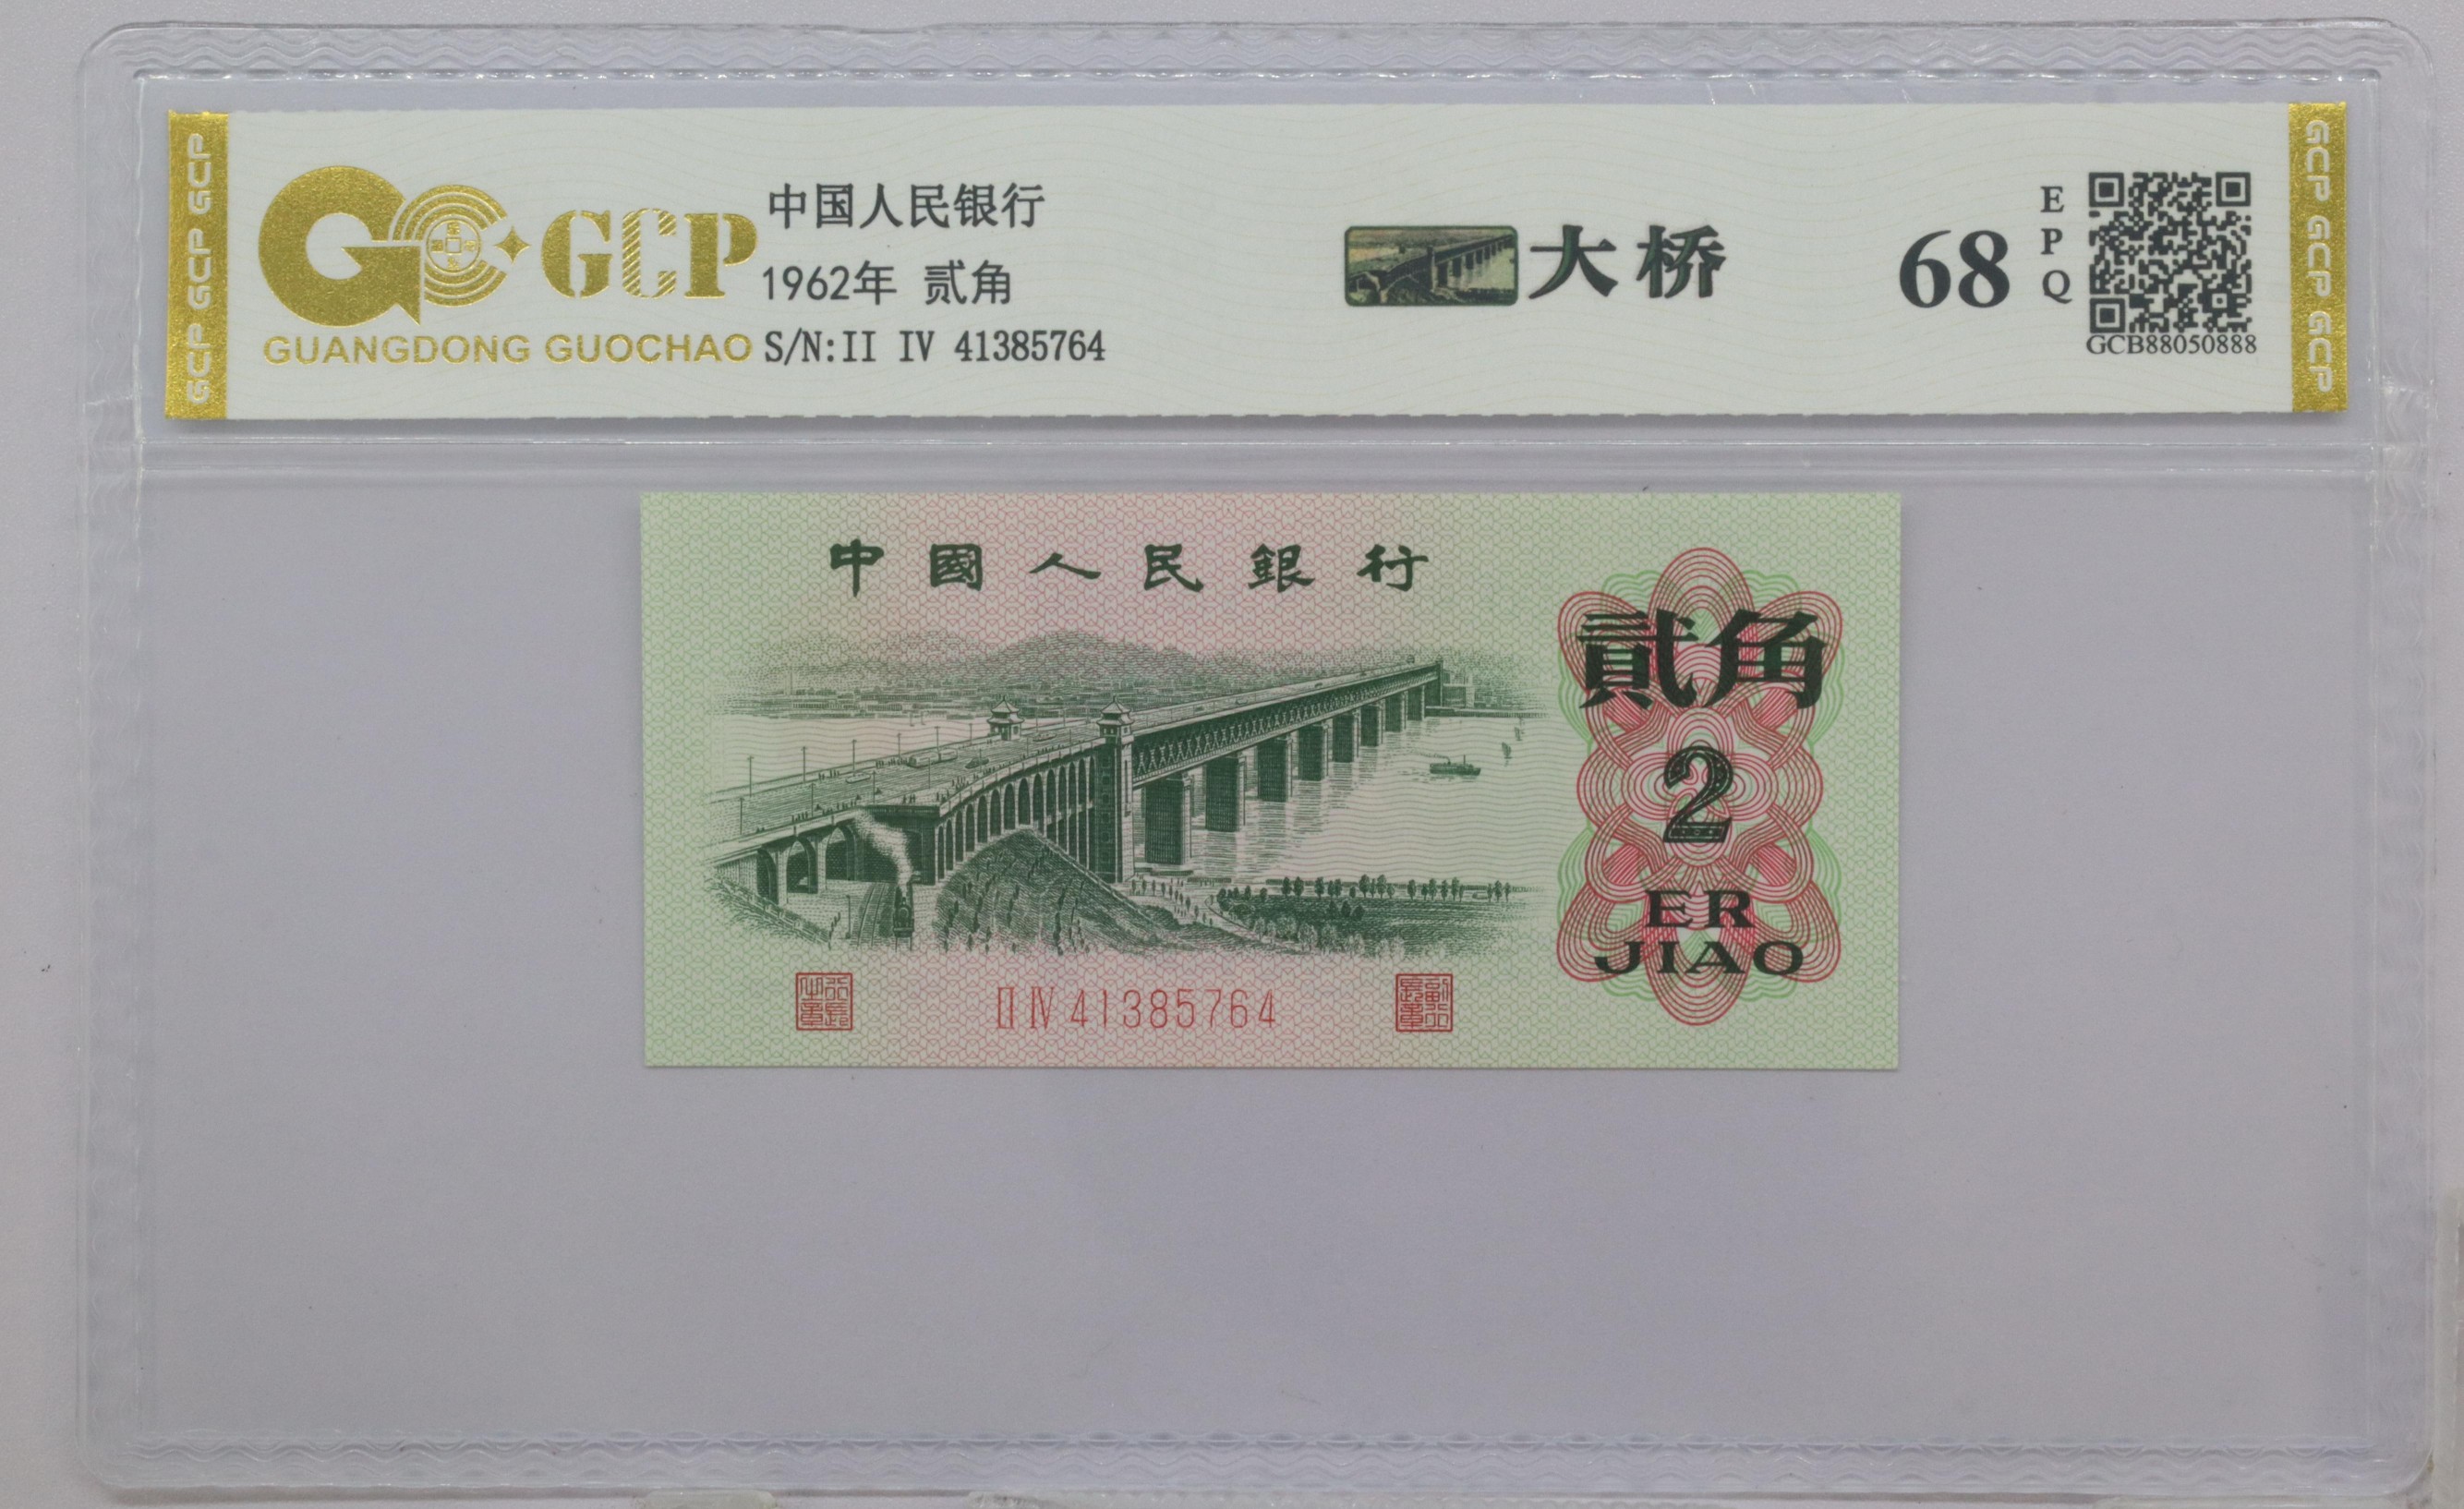 GCP GCP GCP
GCP
GUANGDONG GUOCHAO
中国人民银行
1962年 贰角
S/N:II IV 41385764
大桥
68
EPQ
GCB88050888
GCP GCP GCP
中國人民銀行
貳角
2
ER
JIAO
II IV 41385764